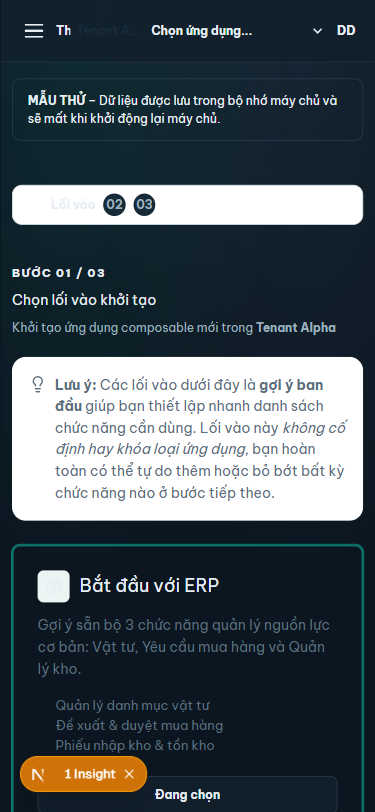 Th Tenant A... Chọn ứng dụng... DD
MẪU THỬ – Dữ liệu được lưu trong bộ nhớ máy chủ và
sẽ mất khi khởi động lại máy chủ.
Lối vào 02 03
BƯỚC 01 / 03
Chọn lối vào khởi tạo
Khởi tạo ứng dụng composable mới trong Tenant Alpha
Lưu ý: Các lối vào dưới đây là gợi ý ban
đầu giúp bạn thiết lập nhanh danh sách
chức năng cần dùng. Lối vào này không cố
định hay khóa loại ứng dụng, bạn hoàn
toàn có thể tự do thêm hoặc bỏ bớt bất kỳ
chức năng nào ở bước tiếp theo.
Bắt đầu với ERP
Gợi ý sẵn bộ 3 chức năng quản lý nguồn lực
cơ bản: Vật tư, Yêu cầu mua hàng và Quản
lý kho.
Quản lý danh mục vật tư
Đề xuất & duyệt mua hàng
Phiếu nhập kho & tồn kho
N 1 Insight
Đang chọn